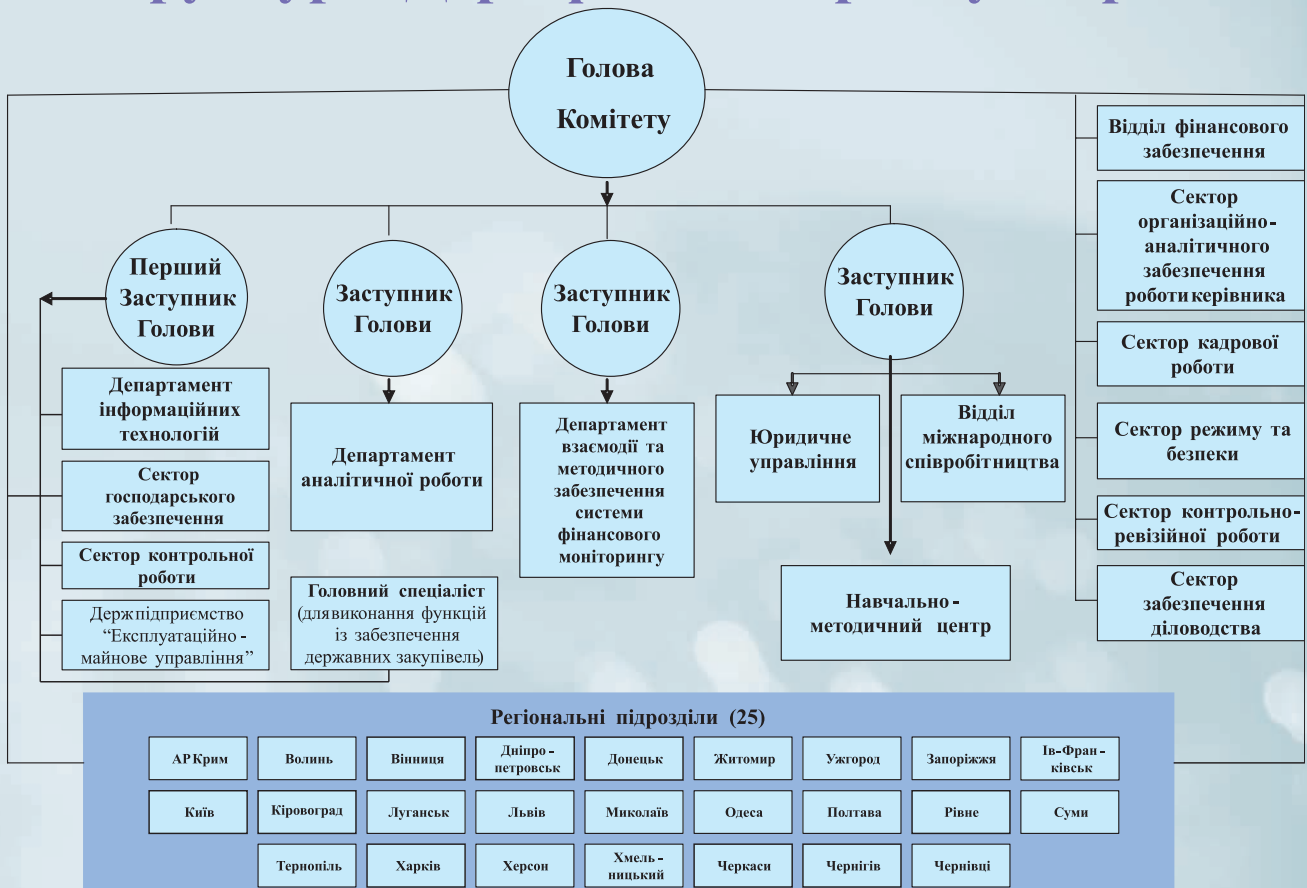 Голова
Комітету
Перший
Заступник
Голови
Заступник
Голови
Заступник
Голови
Заступник
Голови
Департамент
інформаційних
технологій
Сектор
господарського
забезпечення
Сектор контрольної
роботи
Держпідприємство
“Експлуатаційно-
майнове управління”
Департамент
аналітичної роботи
Головний спеціаліст
(для виконання функцій
із забезпечення
державних закупівель)
Департамент
взаємодії та
методичного
забезпечення
системи
фінансового
моніторингу
Юридичне
управління
Відділ
міжнародного
співробітництва
Навчально-
методичний центр
Відділ фінансового
забезпечення
Сектор
організаційно-
аналітичного
забезпечення
роботи керівника
Сектор кадрової
роботи
Сектор режиму та
безпеки
Сектор контрольно-
ревізійної роботи
Сектор
забезпечення
діловодства
Регіональні підрозділи (25)
АР Крим
Волинь
Вінниця
Дніпро-
петровськ
Донецьк
Житомир
Ужгород
Запоріжжя
Ів-Фран-
ківськ
Київ
Кіровоград
Луганськ
Львів
Миколаїв
Одеса
Полтава
Рівне
Суми
Тернопіль
Харків
Херсон
Хмель-
ницький
Черкаси
Чернігів
Чернівці